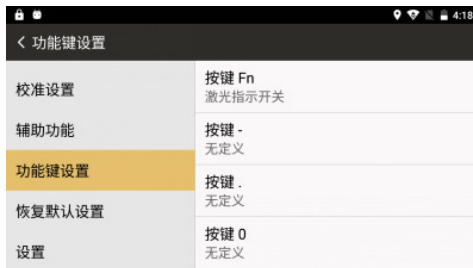 4:18
功能键设置
校准设置
辅助功能
功能键设置
恢复默认设置
设置
按键 Fn
激光指示开关
按键 -
无定义
按键 .
无定义
按键 0
无定义